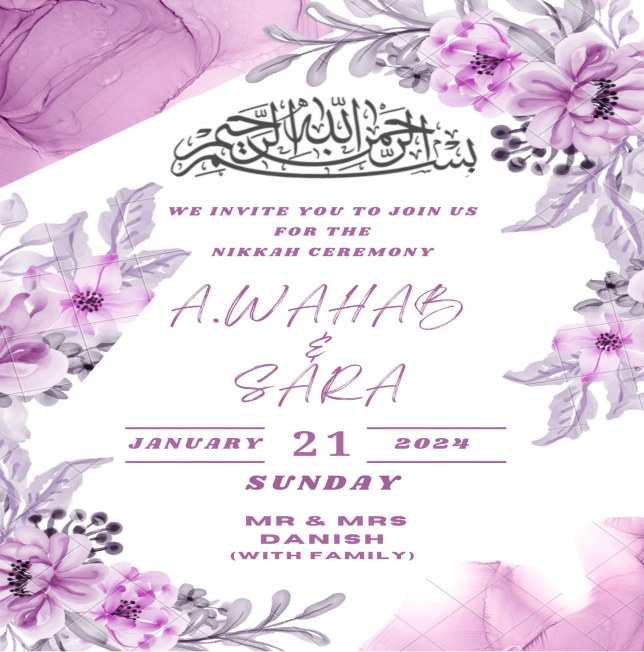 بسم الله الرحمن الرحيم
WE INVITE YOU TO JOIN US
FOR THE
NIKKAH CEREMONY
A.WAHAB
&
SARA
JANUARY 21 2024
SUNDAY
MR & MRS
DANISH
(WITH FAMILY)